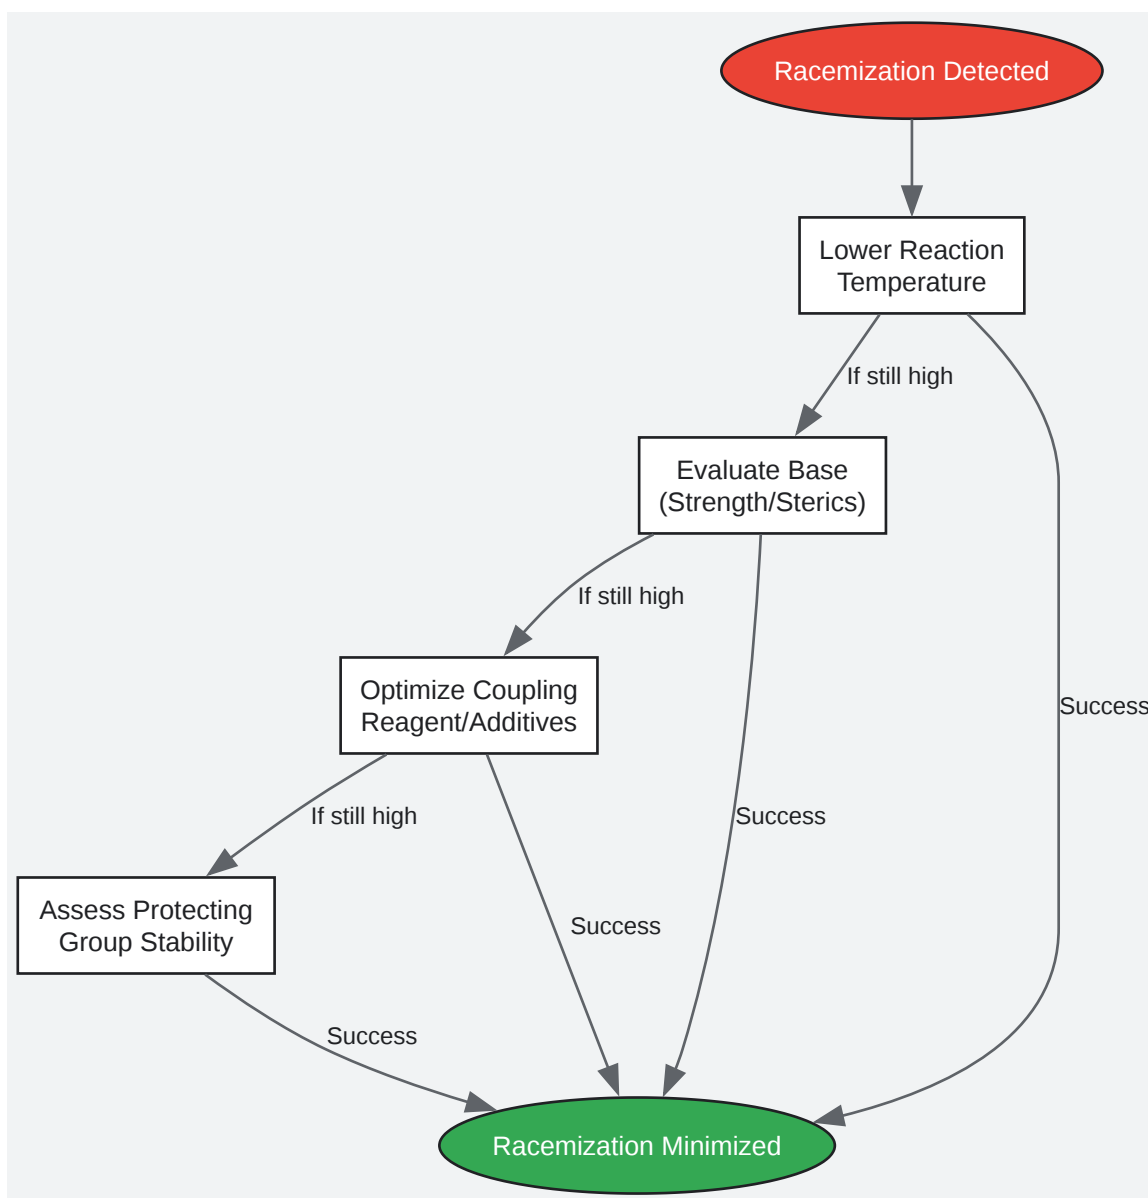 Racemization Detected
Lower Reaction
Temperature
If still high
Evaluate Base
(Strength/Sterics)
If still high
Optimize Coupling
Reagent/Additives
Success
If still high
Success
Assess Protecting
Group Stability
Success
Success
Racemization Minimized